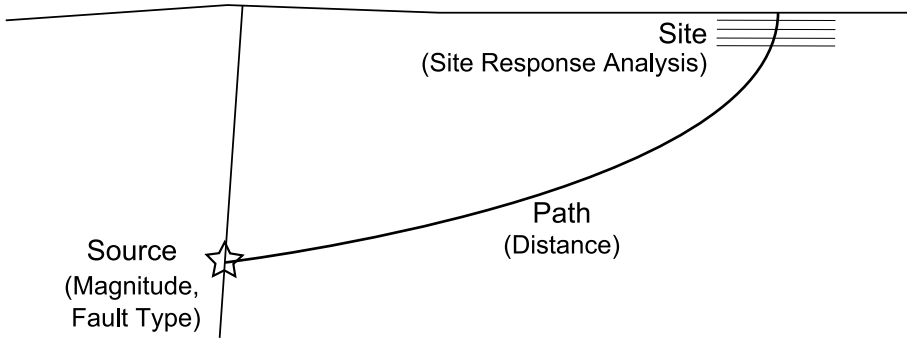 Site
(Site Response Analysis)
Path
(Distance)
Source
(Magnitude,
Fault Type)